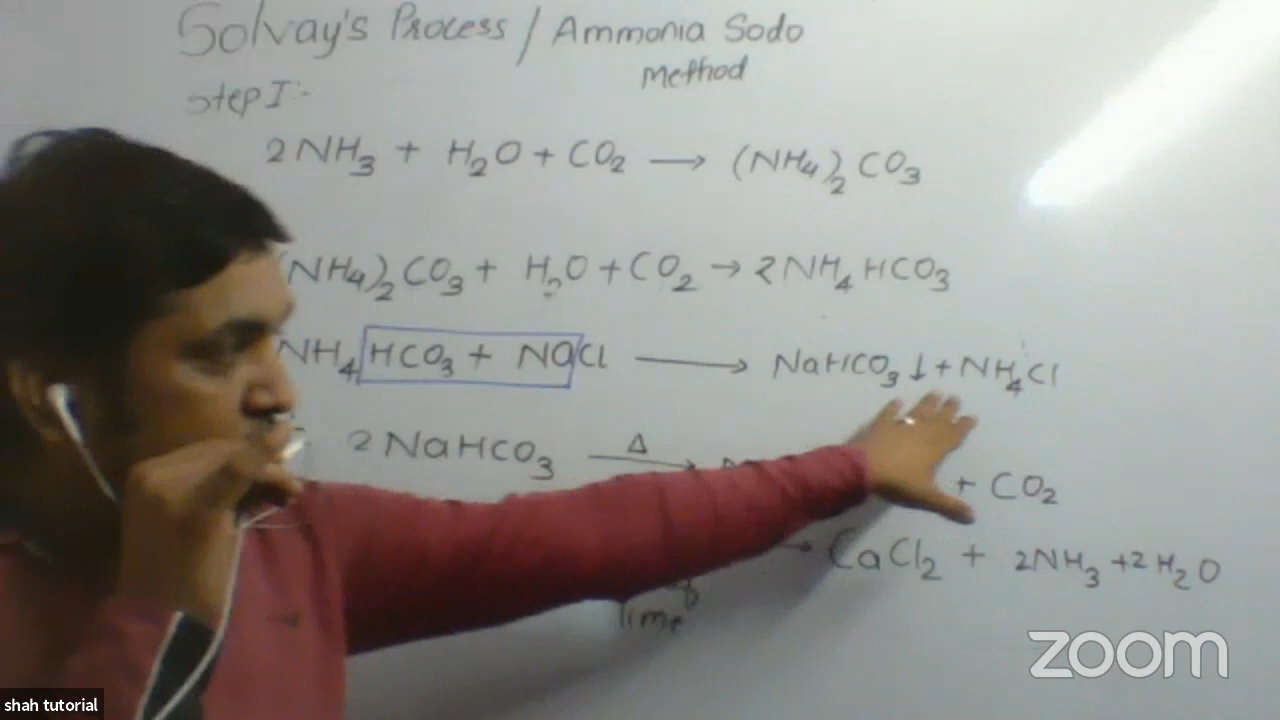 Solvay's Process / Ammonia Sodo
Method
Step I :-
2NH₃ + H₂O + CO₂ → (NH₄)₂CO₃
(NH₄)₂CO₃ + H₂O + CO₂ → 2NH₄HCO₃
NH₄HCO₃ + NaCl → NaHCO₃↓ + NH₄Cl
2NaHCO₃ Δ→ + CO₂
→ CaCl₂ + 2NH₃ + 2H₂O
Time
zoom
shah tutorial